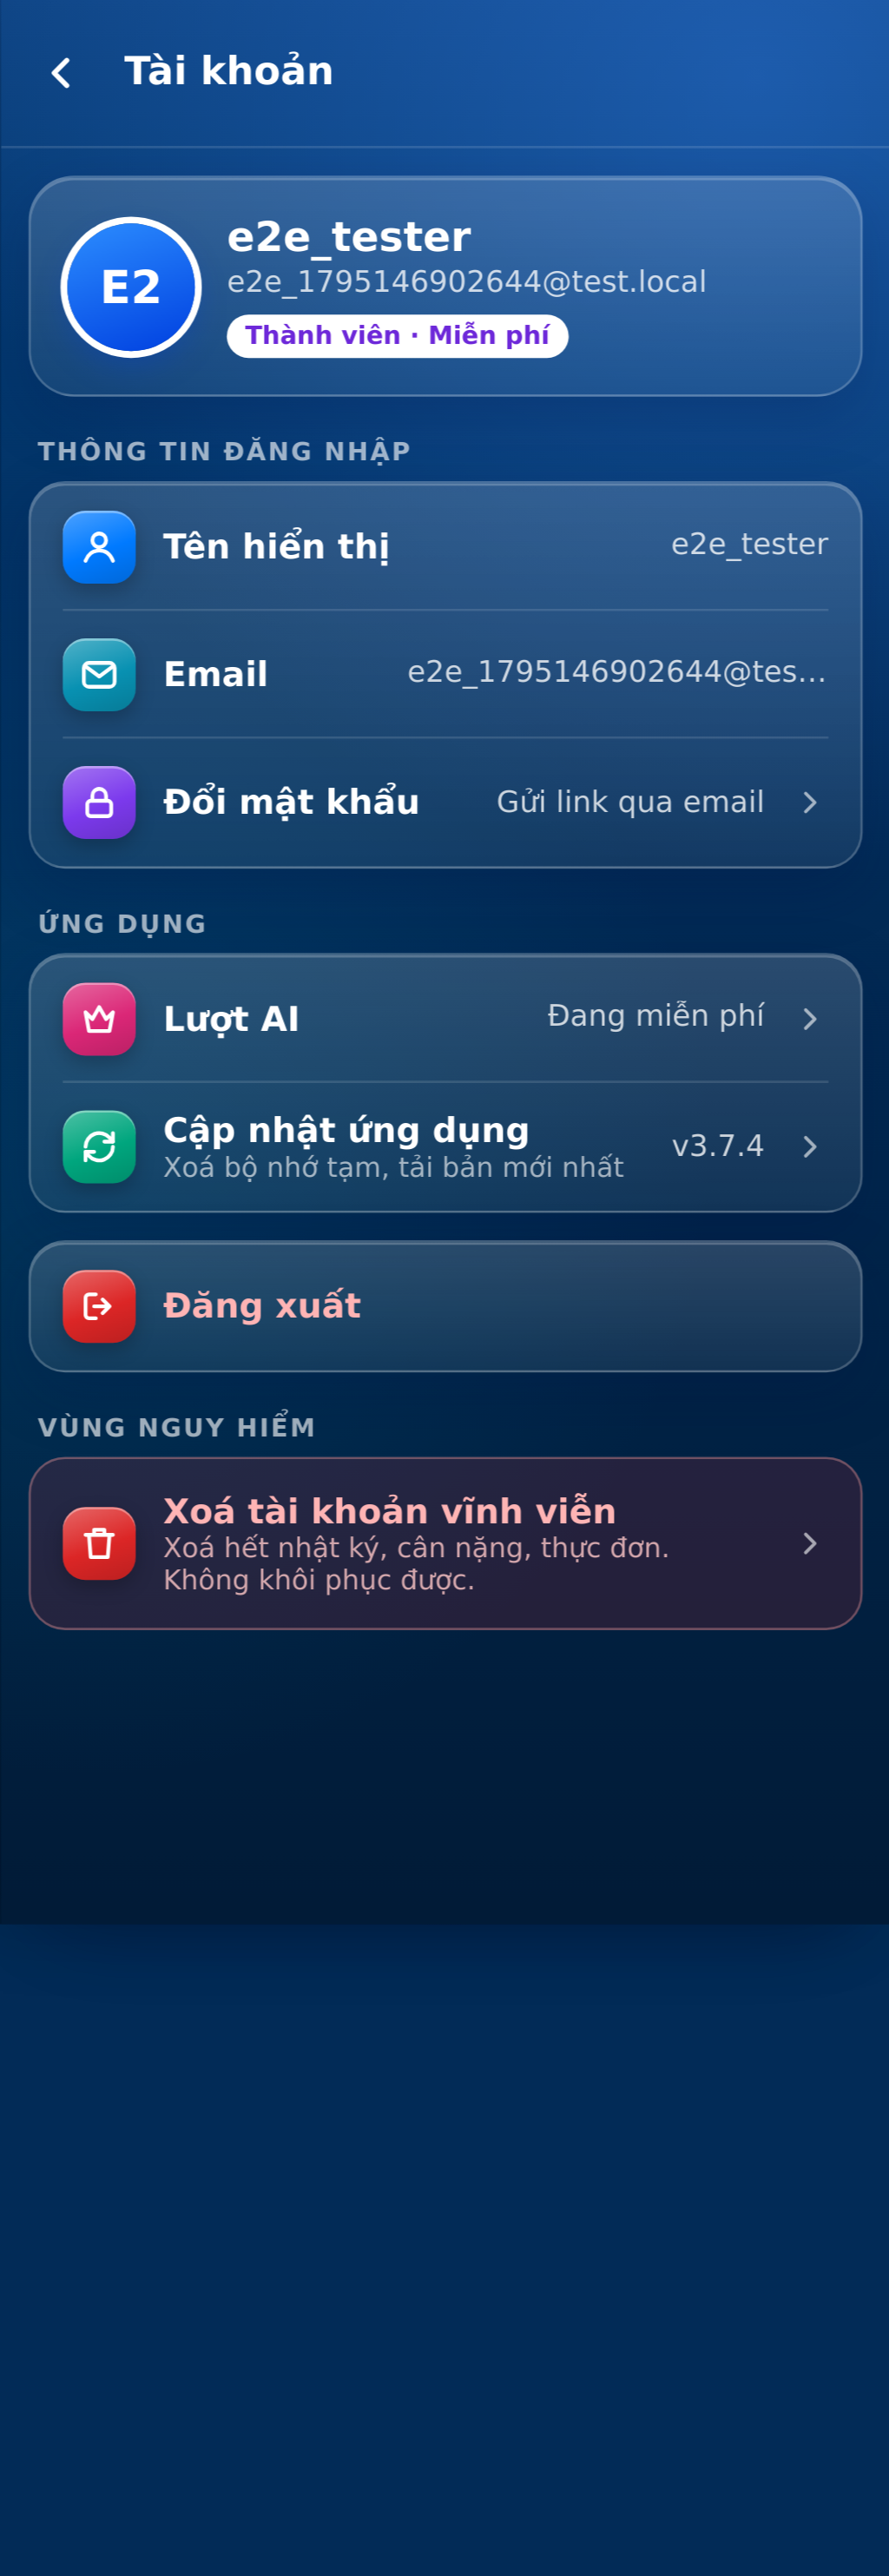 Tài khoản
E2
e2e_tester
e2e_1795146902644@test.local
Thành viên · Miễn phí
THÔNG TIN ĐĂNG NHẬP
Tên hiển thị
e2e_tester
Email
e2e_1795146902644@tes...
Đổi mật khẩu
Gửi link qua email
ỨNG DỤNG
Lượt AI
Đang miễn phí
Cập nhật ứng dụng
Xoá bộ nhớ tạm, tải bản mới nhất
v3.7.4
Đăng xuất
VÙNG NGUY HIỂM
Xoá tài khoản vĩnh viễn
Xoá hết nhật ký, cân nặng, thực đơn.
Không khôi phục được.